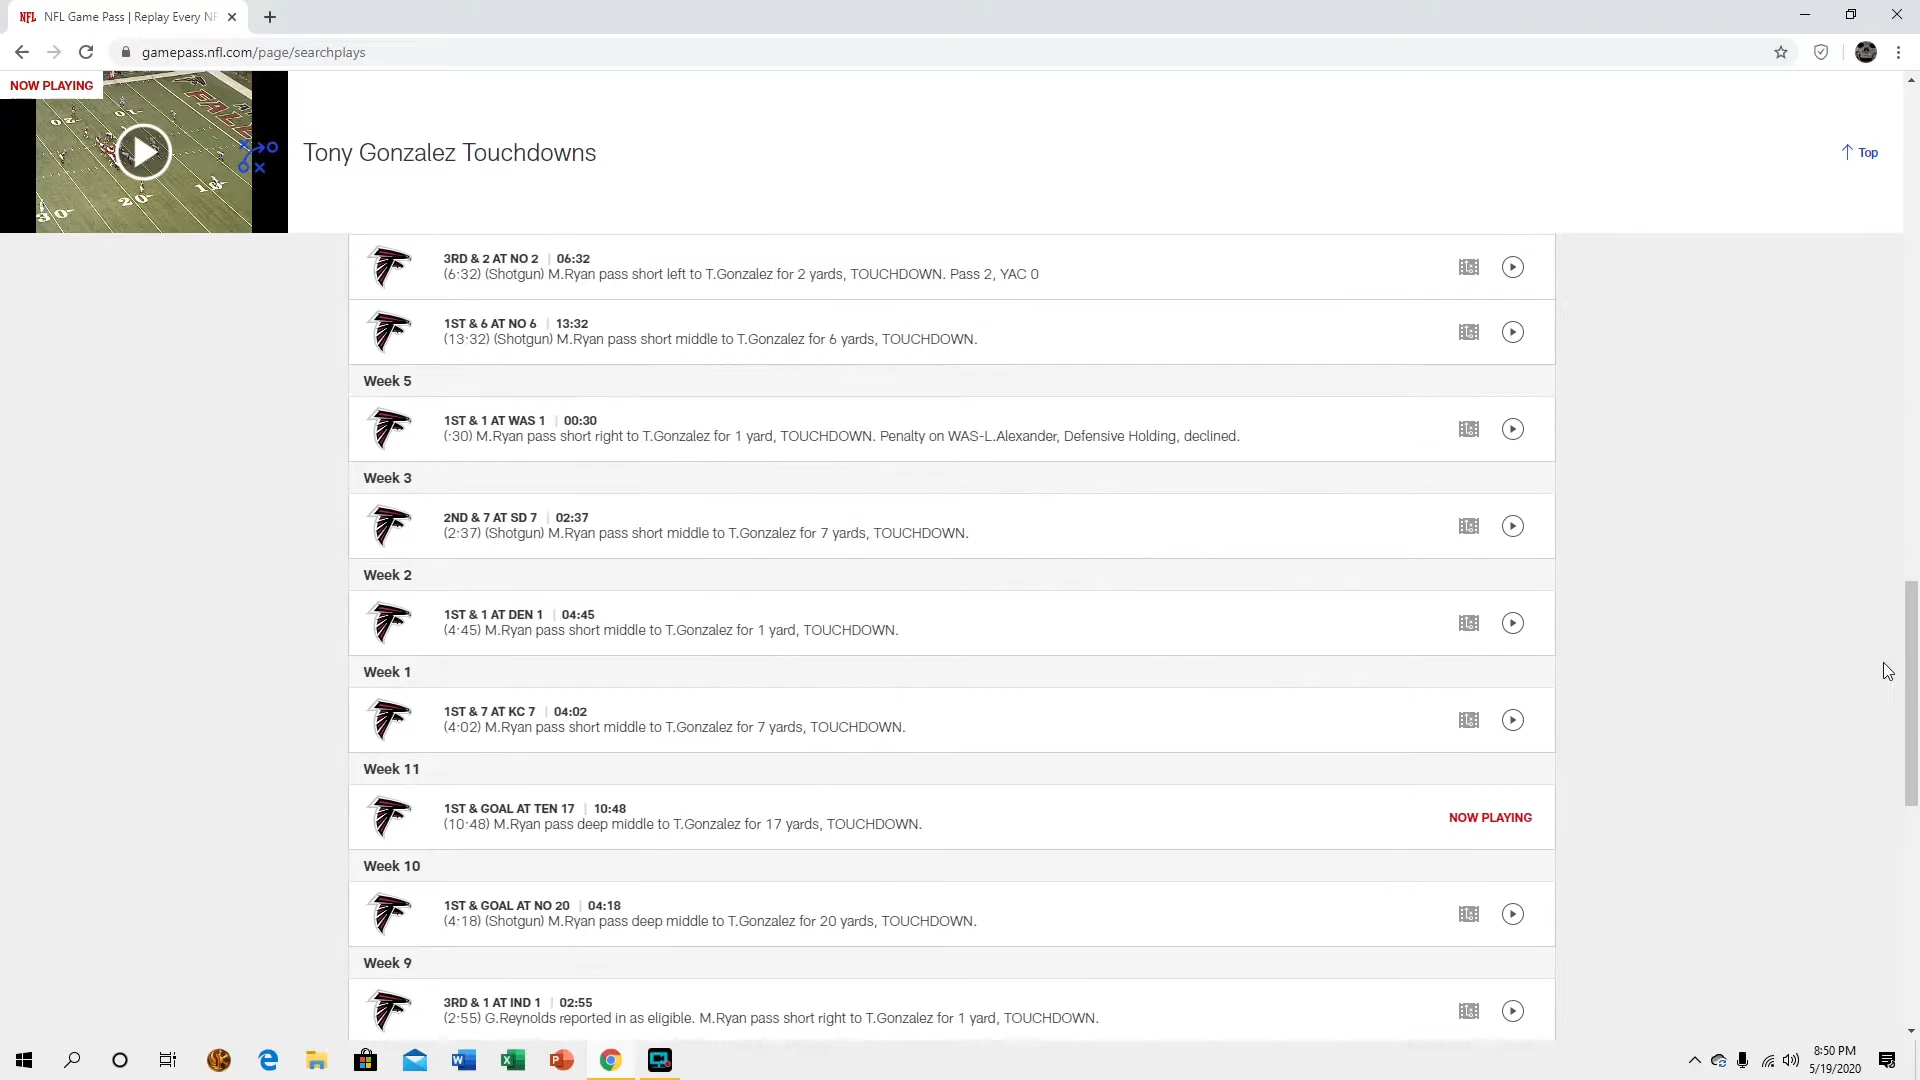 NFL NFL Game Pass | Replay Every NF
gamepass.nfl.com/page/searchplays
NOW PLAYING
Tony Gonzalez Touchdowns
Top
3RD & 2 AT NO 2 | 06:32
(6:32) (Shotgun) M.Ryan pass short left to T.Gonzalez for 2 yards, TOUCHDOWN. Pass 2, YAC 0
1ST & 6 AT NO 6 | 13:32
(13:32) (Shotgun) M.Ryan pass short middle to T.Gonzalez for 6 yards, TOUCHDOWN.
Week 5
1ST & 1 AT WAS 1 | 00:30
(:30) M.Ryan pass short right to T.Gonzalez for 1 yard, TOUCHDOWN. Penalty on WAS-L.Alexander, Defensive Holding, declined.
Week 3
2ND & 7 AT SD 7 | 02:37
(2:37) (Shotgun) M.Ryan pass short middle to T.Gonzalez for 7 yards, TOUCHDOWN.
Week 2
1ST & 1 AT DEN 1 | 04:45
(4:45) M.Ryan pass short middle to T.Gonzalez for 1 yard, TOUCHDOWN.
Week 1
1ST & 7 AT KC 7 | 04:02
(4:02) M.Ryan pass short middle to T.Gonzalez for 7 yards, TOUCHDOWN.
Week 11
1ST & GOAL AT TEN 17 | 10:48
(10:48) M.Ryan pass deep middle to T.Gonzalez for 17 yards, TOUCHDOWN.
NOW PLAYING
Week 10
1ST & GOAL AT NO 20 | 04:18
(4:18) (Shotgun) M.Ryan pass deep middle to T.Gonzalez for 20 yards, TOUCHDOWN.
Week 9
3RD & 1 AT IND 1 | 02:55
(2:55) G.Reynolds reported in as eligible. M.Ryan pass short right to T.Gonzalez for 1 yard, TOUCHDOWN.
8:50 PM
5/19/2020